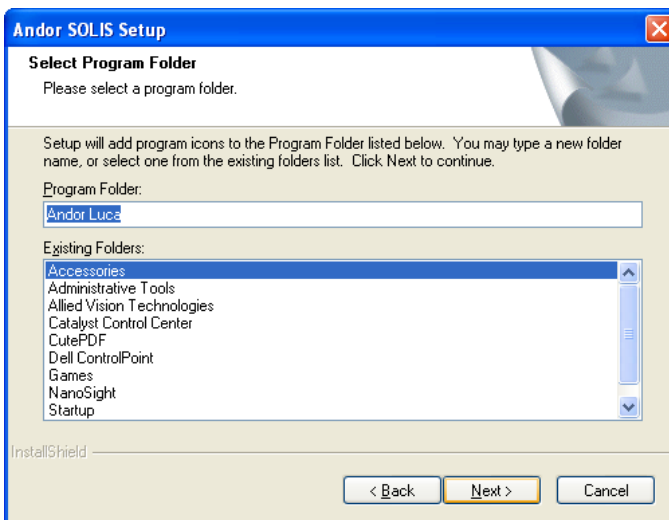 Andor SOLIS Setup
Select Program Folder
Please select a program folder.
Setup will add program icons to the Program Folder listed below. You may type a new folder
name, or select one from the existing folders list. Click Next to continue.
Program Folder:
Andor Luca
Existing Folders:
Accessories
Administrative Tools
Allied Vision Technologies
Catalyst Control Center
CutePDF
Dell ControlPoint
Games
NanoSight
Startup
InstallShield
< Back
Next >
Cancel